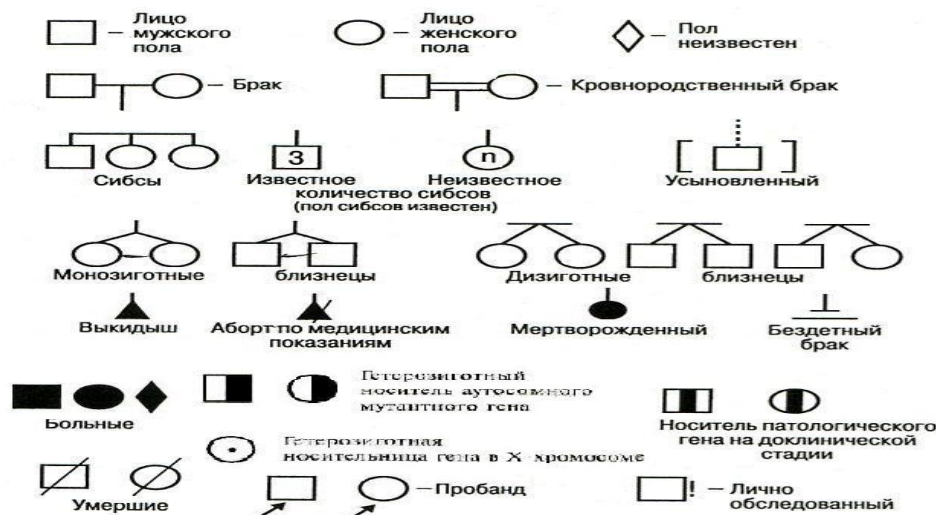 Лицо мужского пола
Лицо женского пола
Пол неизвестен
Брак
Кровнородственный брак
Сибсы
3
Известное
n
Неизвестное
количество сибсов
(пол сибсов известен)
Усыновленный
Монозиготные
близнецы
Дизиготные
близнецы
Выкидыш
Аборт по медицинским
показаниям
Мертворожденный
Бездетный
брак
Больные
Гетерозиготный
носитель аутосомного
мутантного гена
Носитель патологического
гена на доклинической
стадии
Гетерозиготная
носительница гена в X хромосоме
Умершие
Пробанд
! – Лично
обследованный